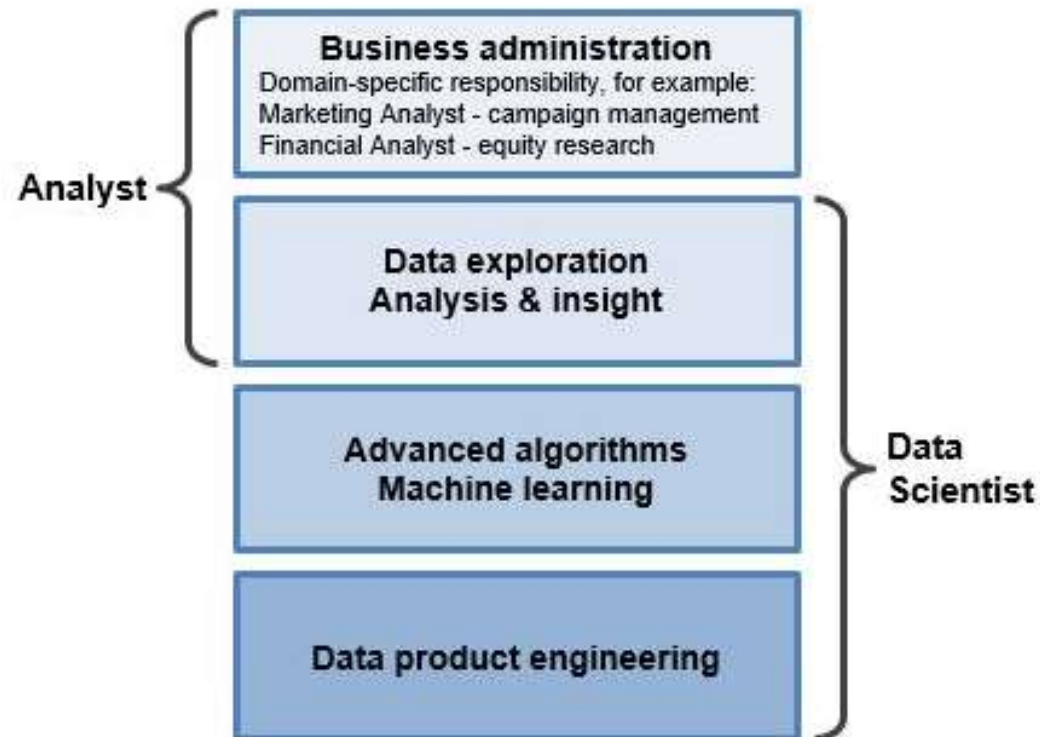 Business administration
Domain-specific responsibility, for example:
Marketing Analyst - campaign management
Financial Analyst - equity research
Analyst
Data exploration
Analysis & insight
Advanced algorithms
Machine learning
Data
Scientist
Data product engineering